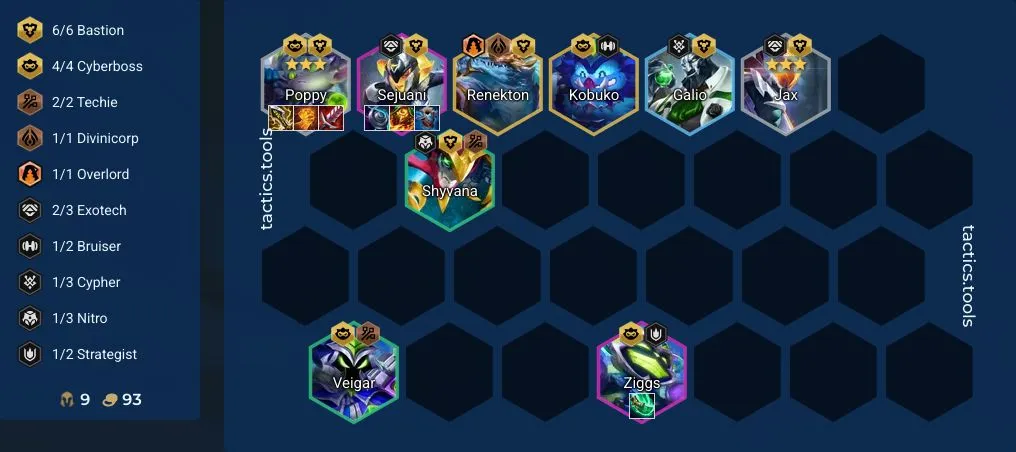 6/6 Bastion
4/4 Cyberboss
2/2 Techie
1/1 Divinicorp
1/1 Overlord
2/3 Exotech
1/2 Bruiser
1/3 Cypher
1/3 Nitro
1/2 Strategist
9 93
Poppy
Sejuani
Renekton
Kobuko
Galio
Jax
Shyvana
Veigar
Ziggs
tactics.tools
tactics.tools